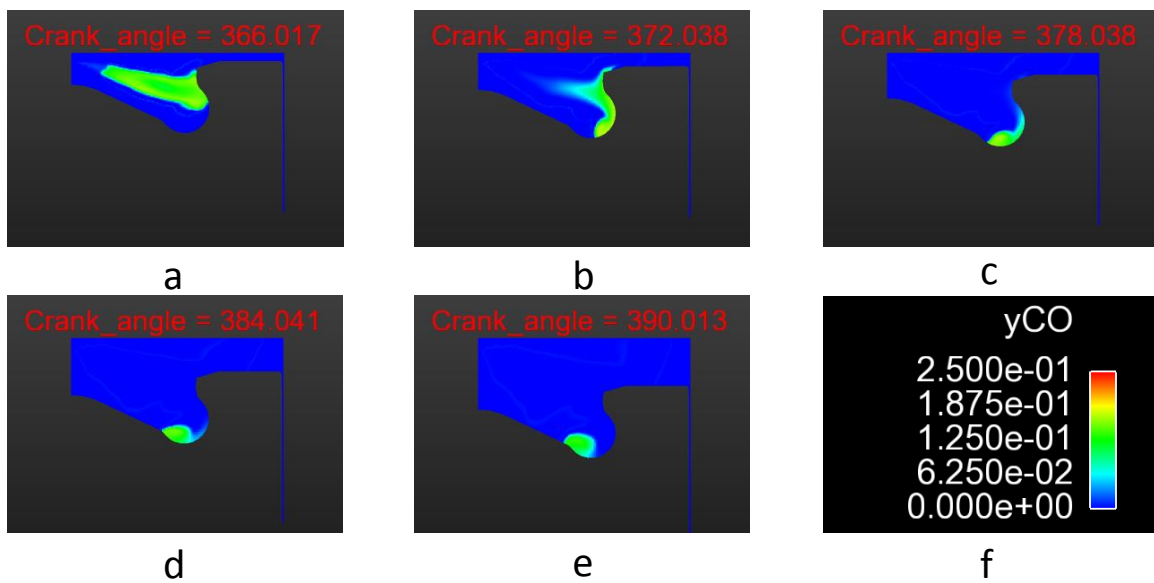 Crank_angle = 366.017
Crank_angle = 372.038
Crank_angle = 378.038
a
b
c
Crank_angle = 384.041
Crank_angle = 390.013
yCO
2.500e-01
1.875e-01
1.250e-01
6.250e-02
0.000e+00
d
e
f